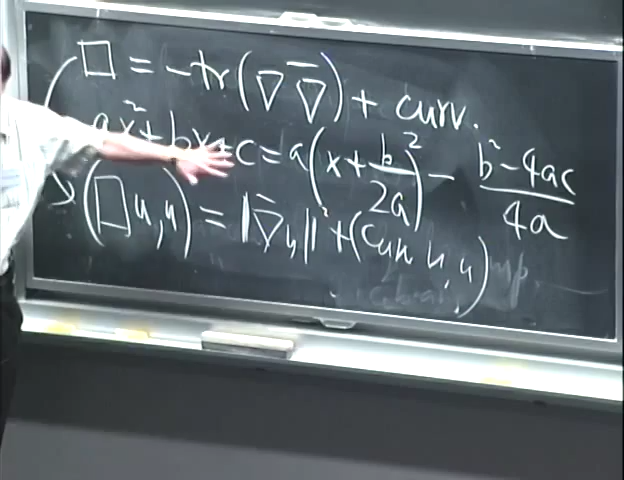 □ = -tr(∇ ∇̄) + curv.
ax² + bx + c = a(x + b/2a)² - b² - 4ac/4a
(□u, u) = ‖∇̄u‖² + (curv u, u)